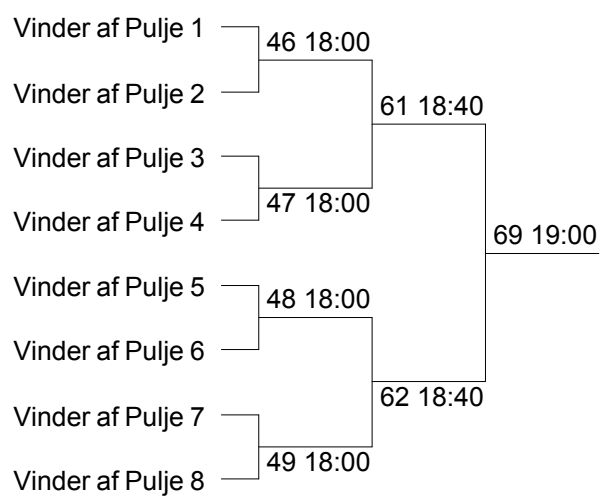 Vinder af Pulje 1
46 18:00
Vinder af Pulje 2
61 18:40
Vinder af Pulje 3
47 18:00
Vinder af Pulje 4
69 19:00
Vinder af Pulje 5
48 18:00
Vinder af Pulje 6
62 18:40
Vinder af Pulje 7
49 18:00
Vinder af Pulje 8